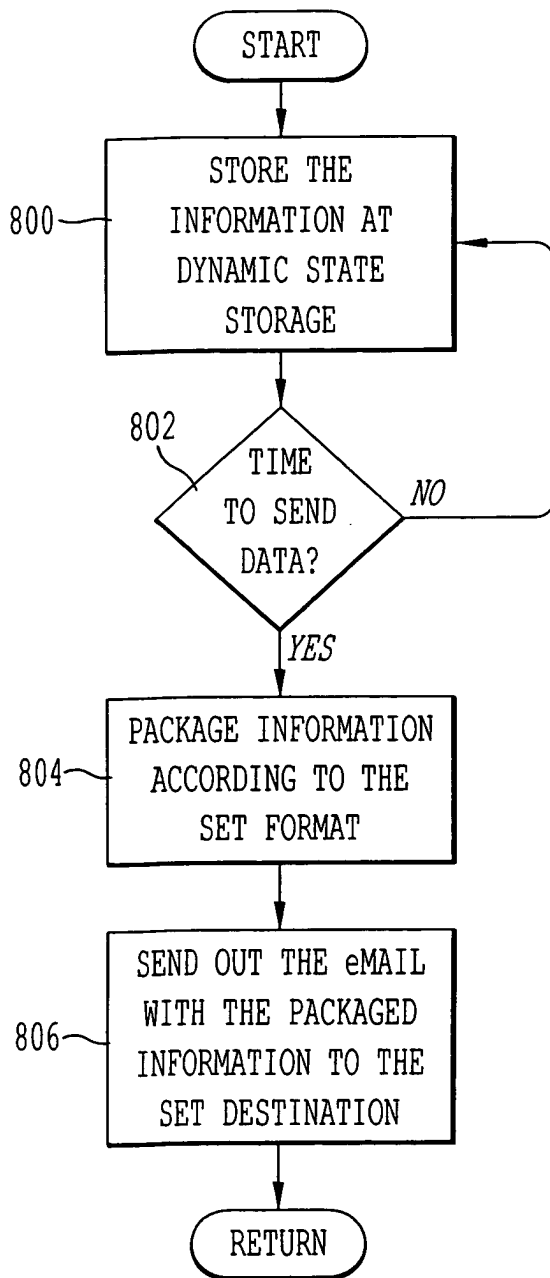 START
800
STORE THE
INFORMATION AT
DYNAMIC STATE
STORAGE
802
TIME
TO SEND
DATA?
NO
YES
804
PACKAGE INFORMATION
ACCORDING TO THE
SET FORMAT
806
SEND OUT THE eMAIL
WITH THE PACKAGED
INFORMATION TO THE
SET DESTINATION
RETURN